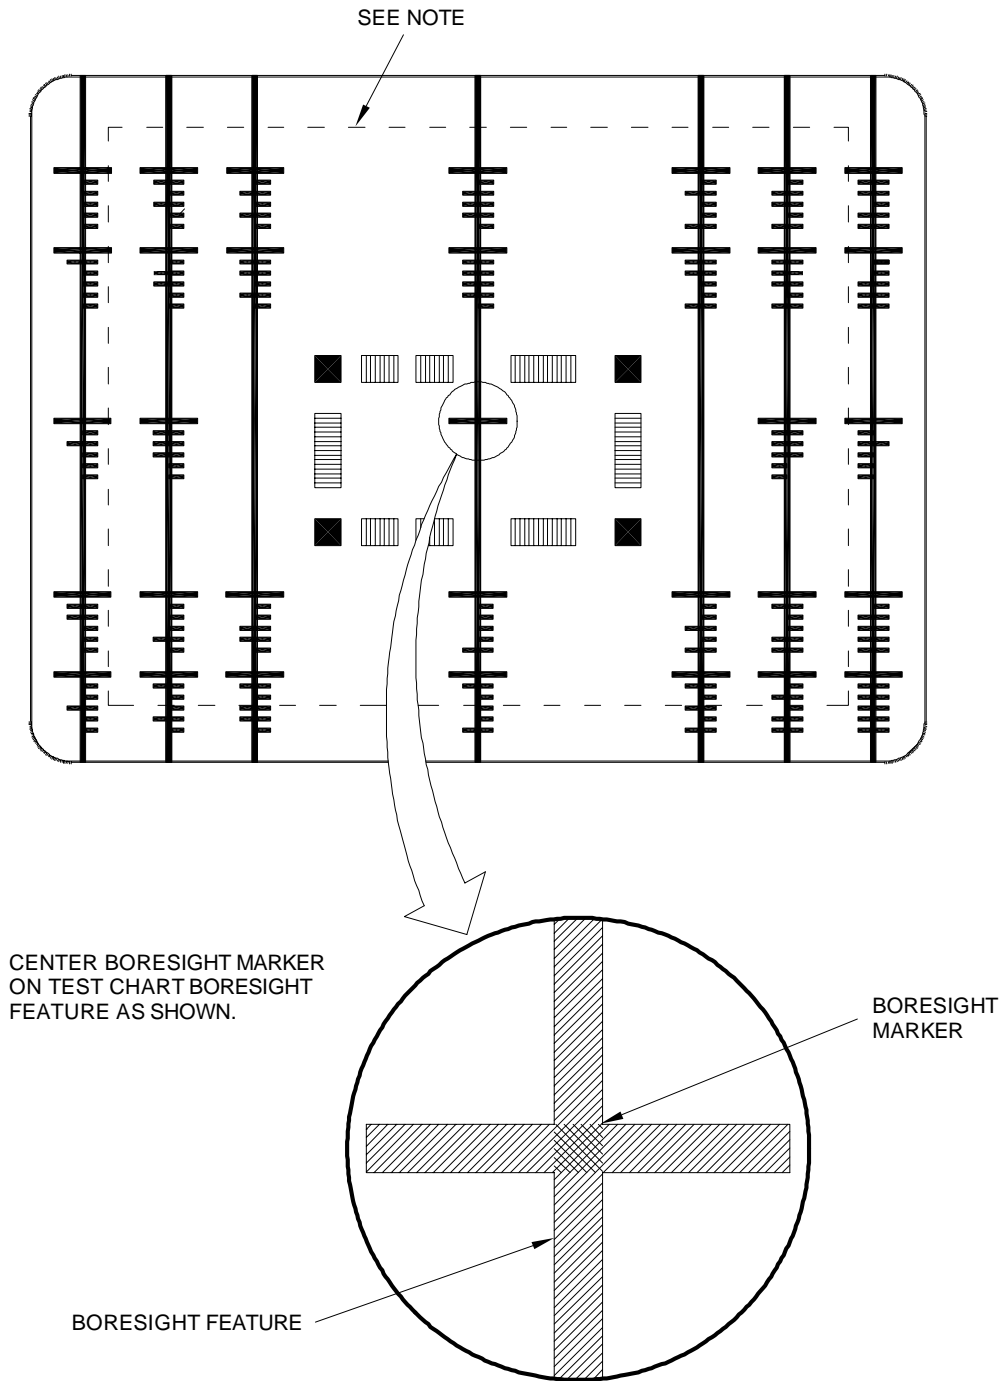 SEE NOTE
CENTER BORESIGHT MARKER
ON TEST CHART BORESIGHT
FEATURE AS SHOWN.
BORESIGHT
MARKER
BORESIGHT FEATURE